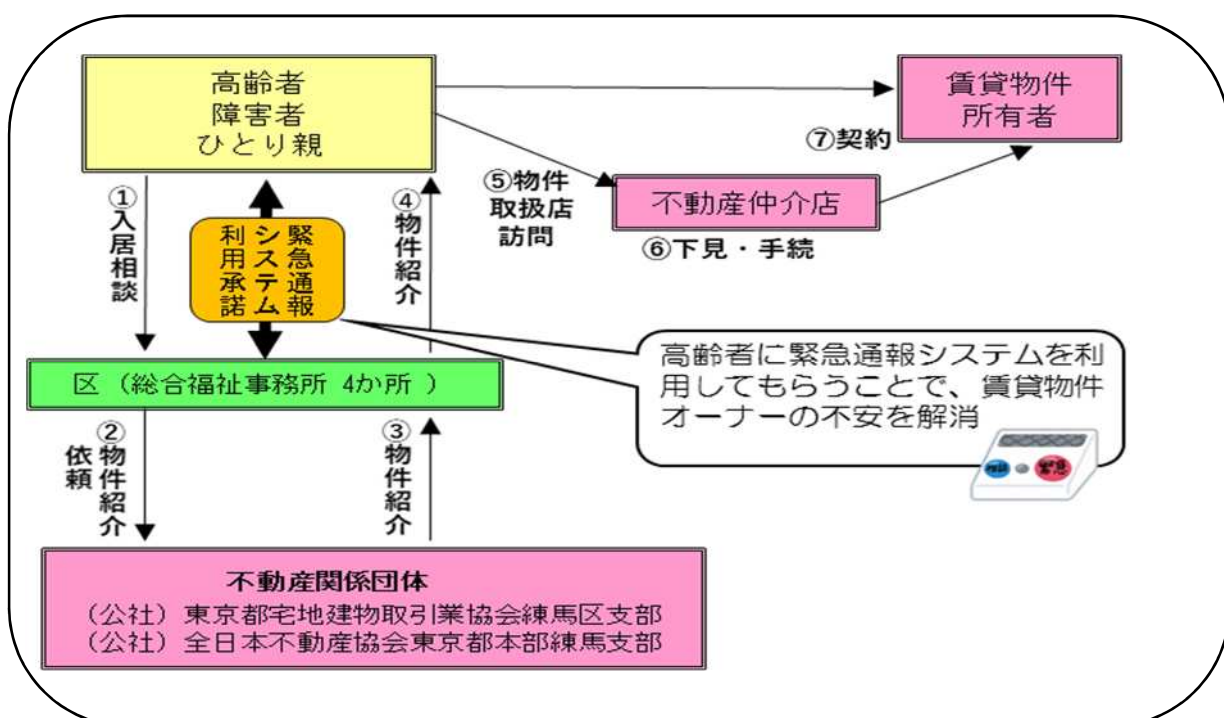 高齢者
障害者
ひとり親
賃貸物件
所有者
⑦契約
⑤物件
取扱店
訪問
不動産仲介店
⑥下見・手続
①入居相談
緊急通報
システム
利用承諾
④物件紹介
高齢者に緊急通報システムを利
用してもらうことで、賃貸物件
オーナーの不安を解消
緊急
区（総合福祉事務所 4か所 ）
②物件紹介
依頼
③物件紹介
不動産関係団体
（公社）東京都宅地建物取引業協会練馬区支部
（公社）全日本不動産協会東京都本部練馬支部